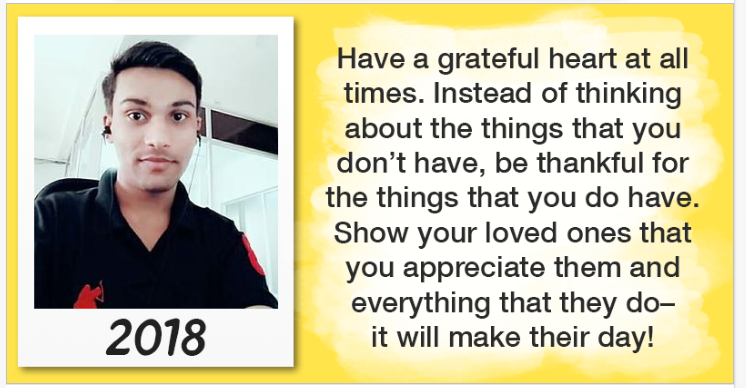 Have a grateful heart at all
times. Instead of thinking
about the things that you
don’t have, be thankful for
the things that you do have.
Show your loved ones that
you appreciate them and
everything that they do–
it will make their day!
2018